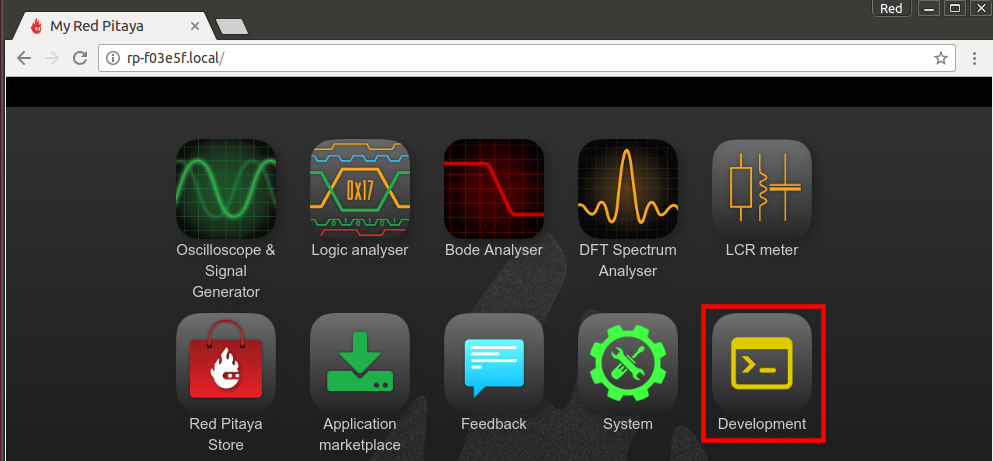 Red
My Red Pitaya
rp-f03e5f.local/
0x17
Oscilloscope &
Signal
Generator
Logic analyser
Bode Analyser
DFT Spectrum
Analyser
LCR meter
Red Pitaya
Store
Application
marketplace
Feedback
System
Development